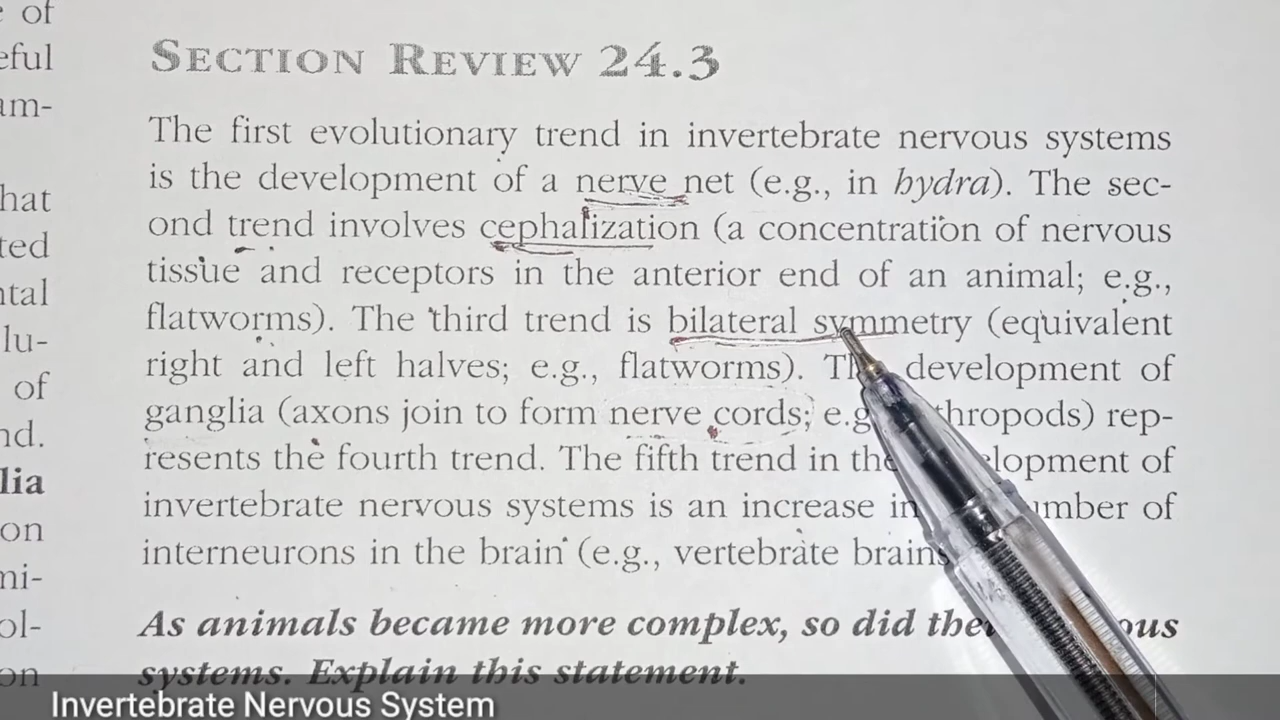 e of
eful
am-
hat
ted
ntal
lu-
of
nd.
lia
on
mi-
ol-
on
SECTION REVIEW 24.3
The first evolutionary trend in invertebrate nervous systems
is the development of a nerve net (e.g., in hydra). The sec-
ond trend involves cephalization (a concentration of nervous
tissue and receptors in the anterior end of an animal; e.g.,
flatworms). The third trend is bilateral symmetry (equivalent
right and left halves; e.g., flatworms). Th development of
ganglia (axons join to form nerve cords; e.g thropods) rep-
resents the fourth trend. The fifth trend in the lopment of
invertebrate nervous systems is an increase in umber of
interneurons in the brain (e.g., vertebrate brains
As animals became more complex, so did the ous
systems. Explain this statement.
Invertebrate Nervous System